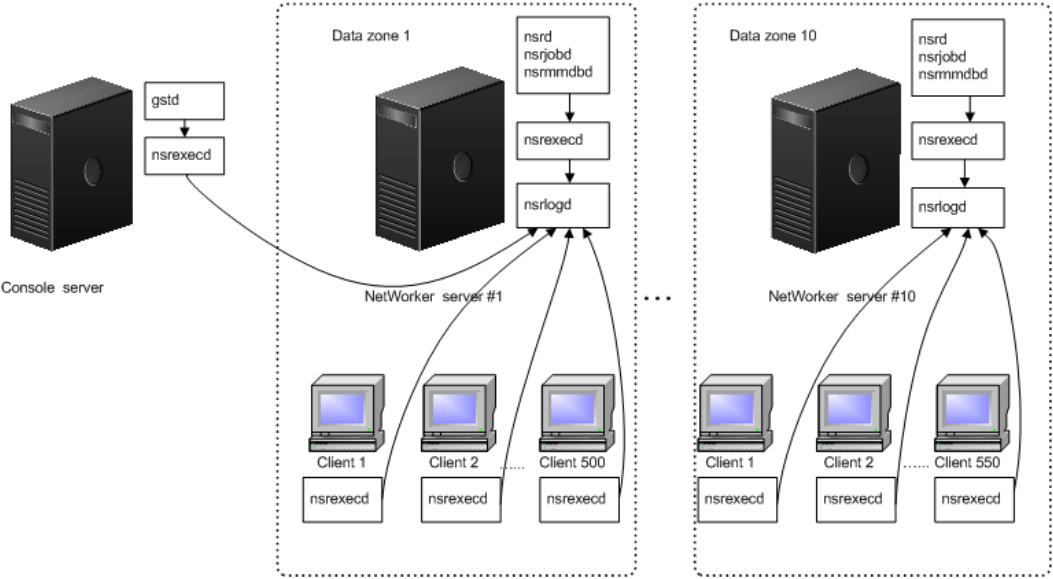 gstd
nsrexecd
Console server
Data zone 1
nsrd
nsrjobd
nsrmmdbd
nsrexecd
nsrlogd
NetWorker server #1
Client 1
Client 2
......
Client 500
nsrexecd
nsrexecd
nsrexecd
...
Data zone 10
nsrd
nsrjobd
nsrmmdbd
nsrexecd
nsrlogd
NetWorker server #10
Client 1
Client 2
......
Client 550
nsrexecd
nsrexecd
nsrexecd